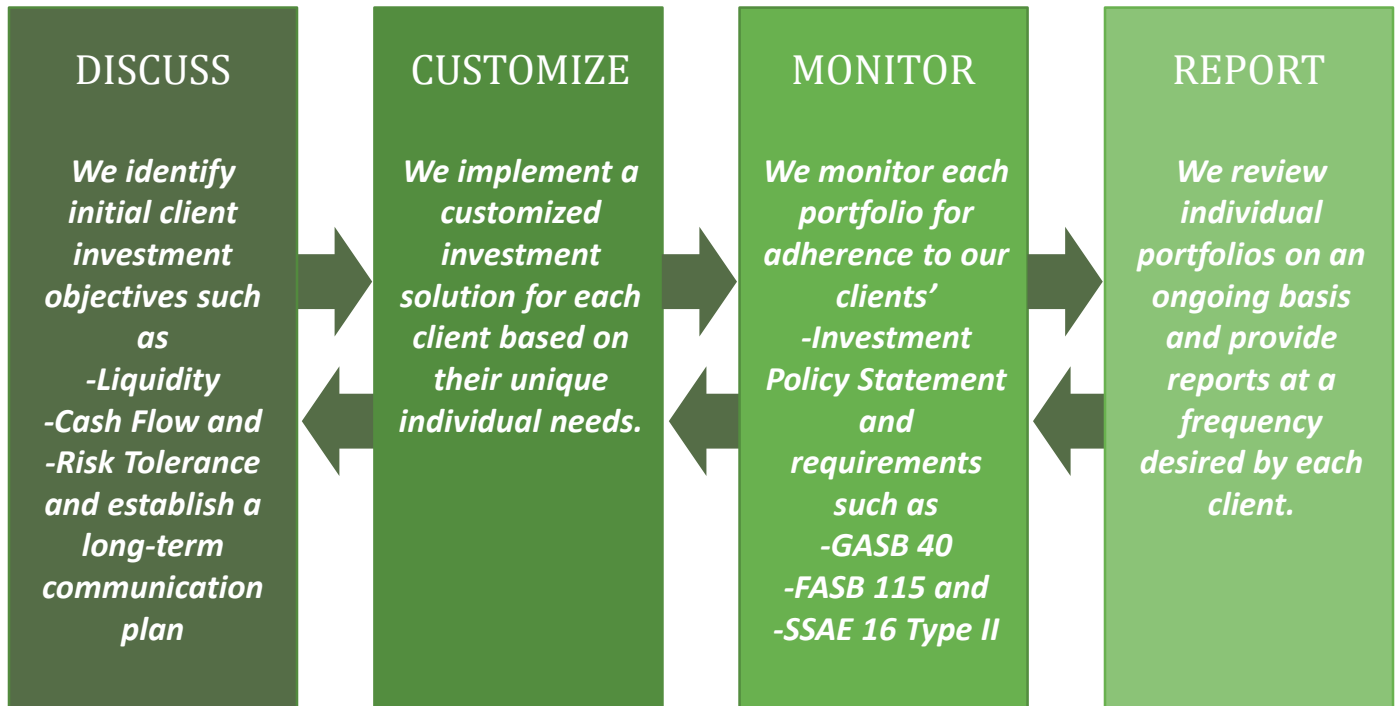 DISCUSS
We identify
initial client
investment
objectives such
as
-Liquidity
-Cash Flow and
-Risk Tolerance
and establish a
long-term
communication
plan
CUSTOMIZE
We implement a
customized
investment
solution for each
client based on
their unique
individual needs.
MONITOR
We monitor each
portfolio for
adherence to our
clients’
-Investment
Policy Statement
and
requirements
such as
-GASB 40
-FASB 115 and
-SSAE 16 Type II
REPORT
We review
individual
portfolios on an
ongoing basis
and provide
reports at a
frequency
desired by each
client.